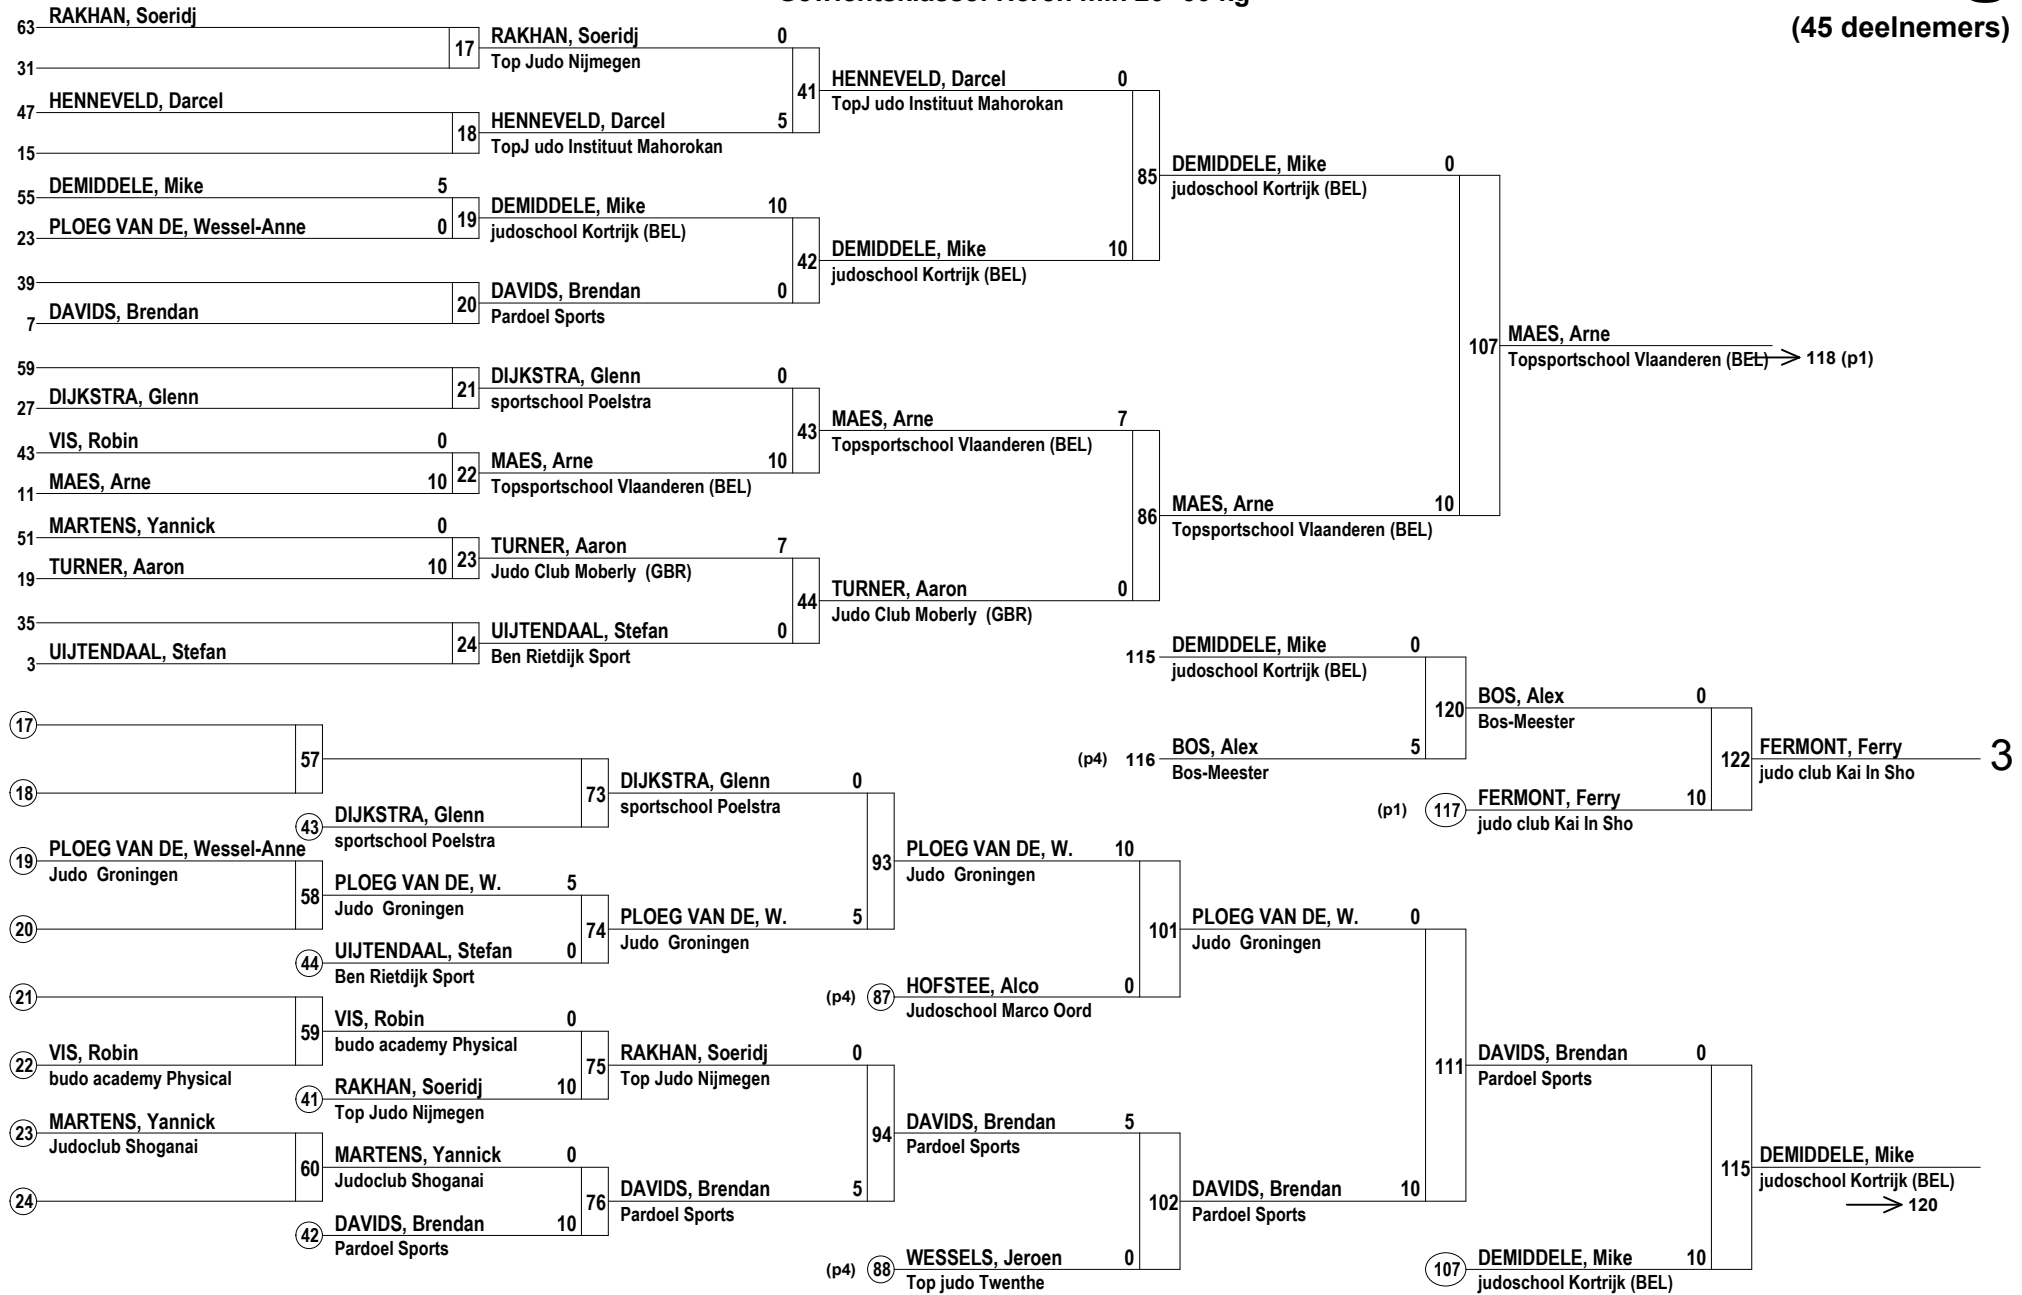 (45 deelnemers)
63 RAKHAN, Soeridj
31
17
RAKHAN, Soeridj 0
Top Judo Nijmegen
47 HENNEVELD, Darcel
15
18
HENNEVELD, Darcel 5
TopJ udo Instituut Mahorokan
41
HENNEVELD, Darcel 0
TopJ udo Instituut Mahorokan
55 DEMIDDELE, Mike 5
23 PLOEG VAN DE, Wessel-Anne 0
19
DEMIDDELE, Mike 10
judoschool Kortrijk (BEL)
39
7 DAVIDS, Brendan
20
DAVIDS, Brendan 0
Pardoel Sports
42
DEMIDDELE, Mike 10
judoschool Kortrijk (BEL)
85
DEMIDDELE, Mike 0
judoschool Kortrijk (BEL)
59
27 DIJKSTRA, Glenn
21
DIJKSTRA, Glenn 0
sportschool Poelstra
43 VIS, Robin 0
11 MAES, Arne 10
22
MAES, Arne 10
Topsportschool Vlaanderen (BEL)
43
MAES, Arne 7
Topsportschool Vlaanderen (BEL)
51 MARTENS, Yannick 0
19 TURNER, Aaron 10
23
TURNER, Aaron 7
Judo Club Moberly (GBR)
35
3 UIJTENDAAL, Stefan
24
UIJTENDAAL, Stefan 0
Ben Rietdijk Sport
44
TURNER, Aaron 0
Judo Club Moberly (GBR)
86
MAES, Arne 10
Topsportschool Vlaanderen (BEL)
107
MAES, Arne
Topsportschool Vlaanderen (BEL) 118 (p1)
115 DEMIDDELE, Mike 0
judoschool Kortrijk (BEL)
(p4) 116 BOS, Alex 5
Bos-Meester
120
BOS, Alex 0
Bos-Meester
(p1) 117 FERMONT, Ferry 10
judo club Kai In Sho
122
FERMONT, Ferry 3
judo club Kai In Sho
17
18
57
43 DIJKSTRA, Glenn
sportschool Poelstra
73
DIJKSTRA, Glenn 0
sportschool Poelstra
19 PLOEG VAN DE, Wessel-Anne
Judo Groningen
20
58
PLOEG VAN DE, W. 5
Judo Groningen
44 UIJTENDAAL, Stefan 0
Ben Rietdijk Sport
74
PLOEG VAN DE, W. 5
Judo Groningen
93
PLOEG VAN DE, W. 10
Judo Groningen
(p4) 87 HOFSTEE, Alco 0
Judoschool Marco Oord
101
PLOEG VAN DE, W. 0
Judo Groningen
21
22 VIS, Robin
budo academy Physical
59
VIS, Robin 0
budo academy Physical
41 RAKHAN, Soeridj 10
Top Judo Nijmegen
75
RAKHAN, Soeridj 0
Top Judo Nijmegen
23 MARTENS, Yannick
Judoclub Shoganai
24
60
MARTENS, Yannick 0
Judoclub Shoganai
42 DAVIDS, Brendan 10
Pardoel Sports
76
DAVIDS, Brendan 5
Pardoel Sports
94
DAVIDS, Brendan 5
Pardoel Sports
(p4) 88 WESSELS, Jeroen 0
Top judo Twenthe
102
DAVIDS, Brendan 10
Pardoel Sports
111
DAVIDS, Brendan 0
Pardoel Sports
107 DEMIDDELE, Mike 10
judoschool Kortrijk (BEL)
115
DEMIDDELE, Mike
judoschool Kortrijk (BEL)
120